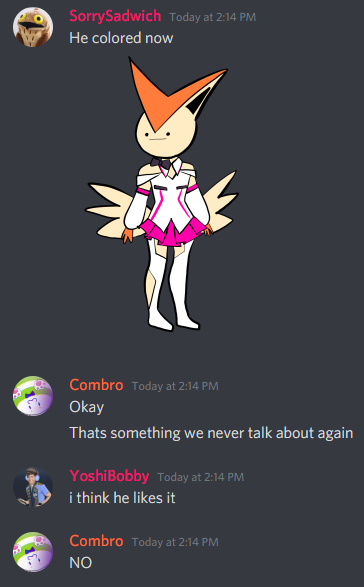 SorrySadwich Today at 2:14 PM
He colored now
Combro Today at 2:14 PM
Okay
Thats something we never talk about again
YoshiBobby Today at 2:14 PM
i think he likes it
Combro Today at 2:14 PM
NO